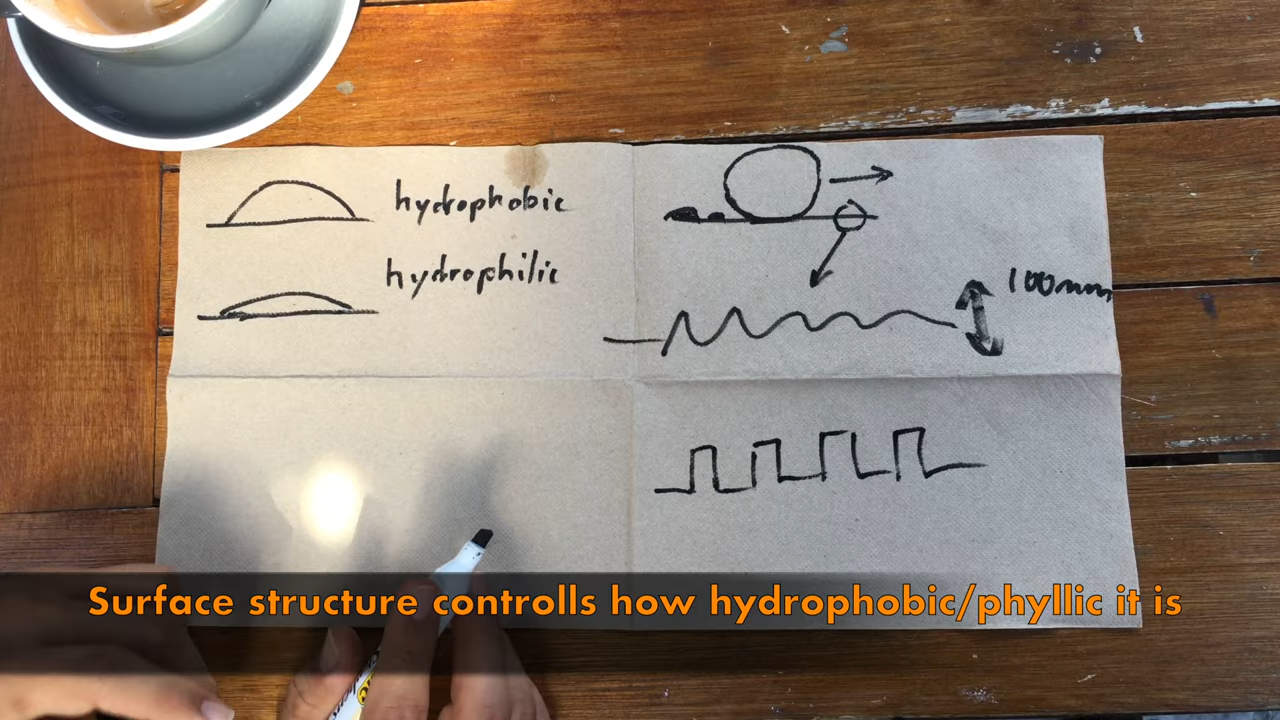 hydrophobic
hydrophilic
100nm
Surface structure controlls how hydrophobic/phyllic it is